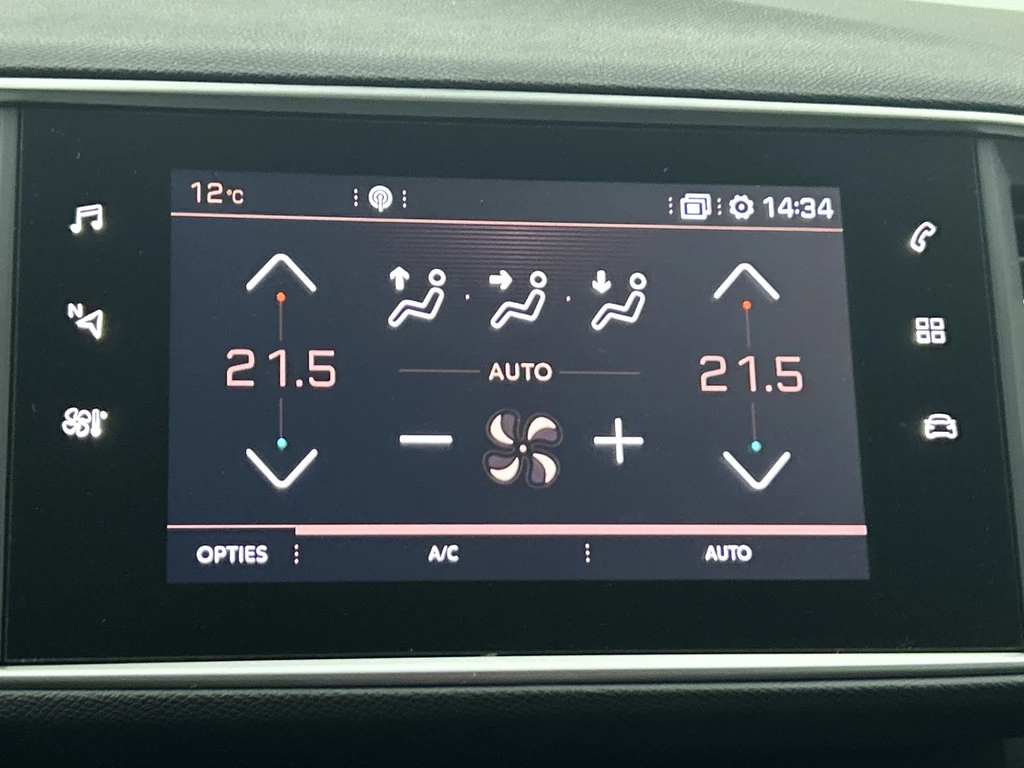 12°C 14:34
N
21.5 AUTO 21.5
OPTIES A/C AUTO